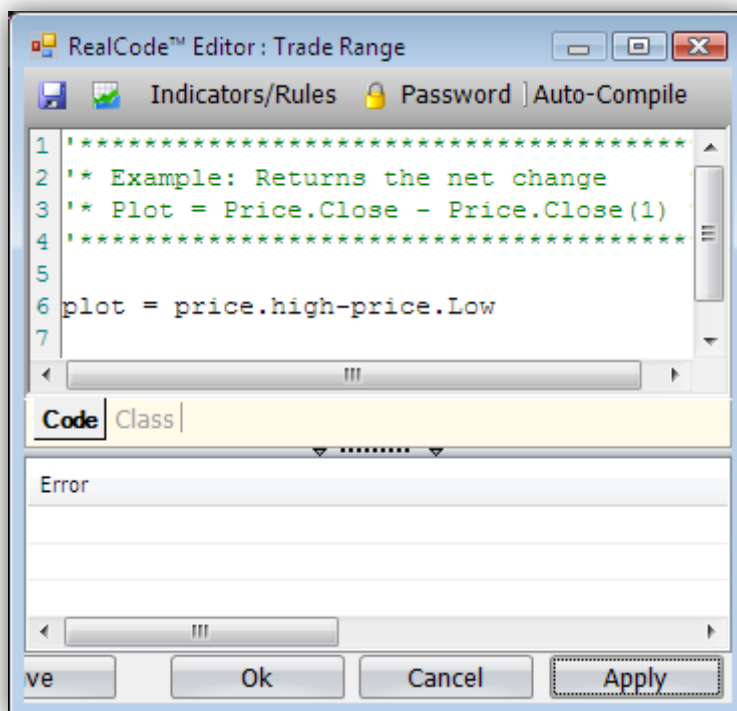 RealCode™ Editor : Trade Range
Indicators/Rules Password Auto-Compile
1 '***************************************
2 '* Example: Returns the net change
3 '* Plot = Price.Close - Price.Close(1)
4 '***************************************
5
6 plot = price.high-price.Low
7
Code Class
Error
ve Ok Cancel Apply